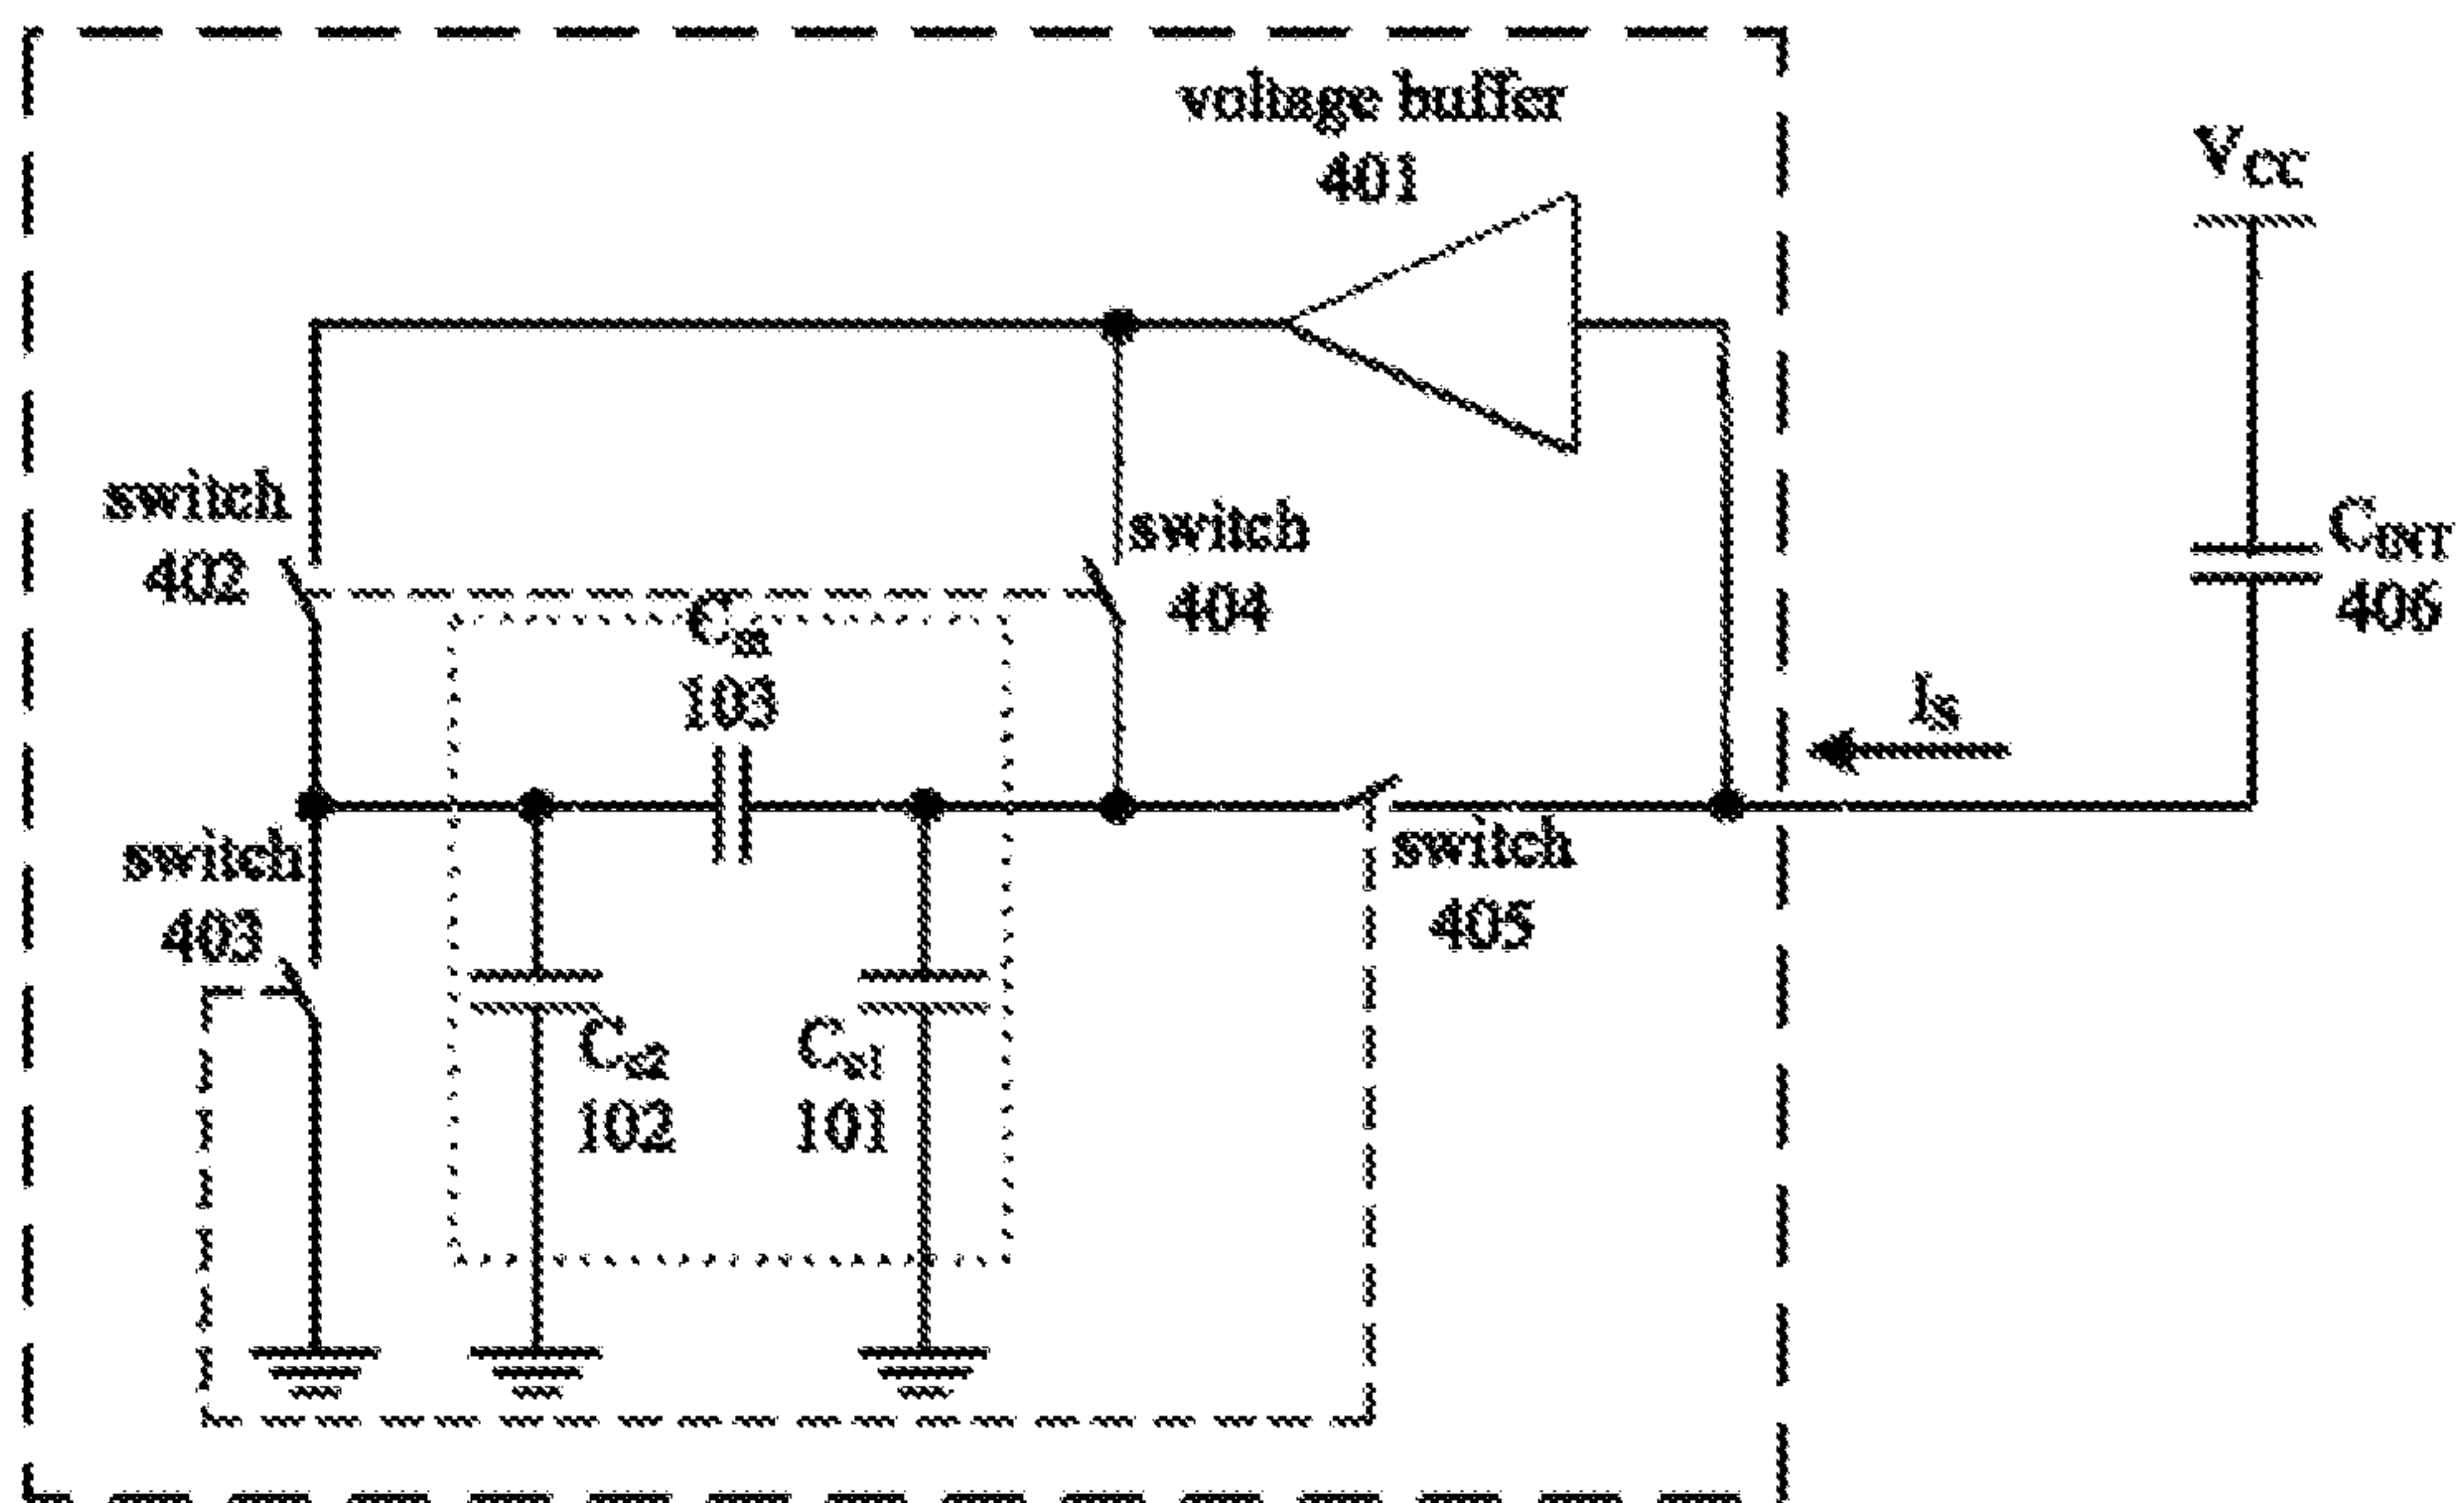 voltage buffer
401
VCC
switch
402
switch
404
CINT
406
Cm
103
IS
switch
403
switch
405
Cs2
102
Cs1
101